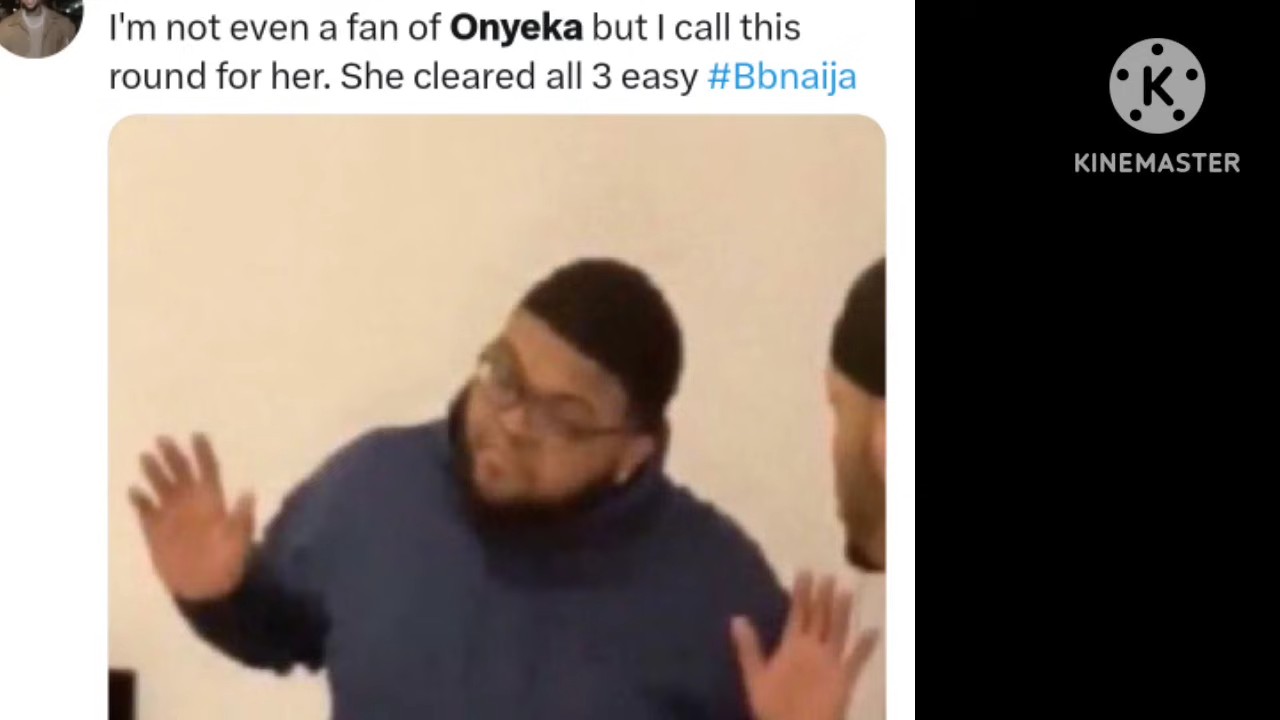 I'm not even a fan of Onyeka but I call this
round for her. She cleared all 3 easy #Bbnaija
K
KINEMASTER